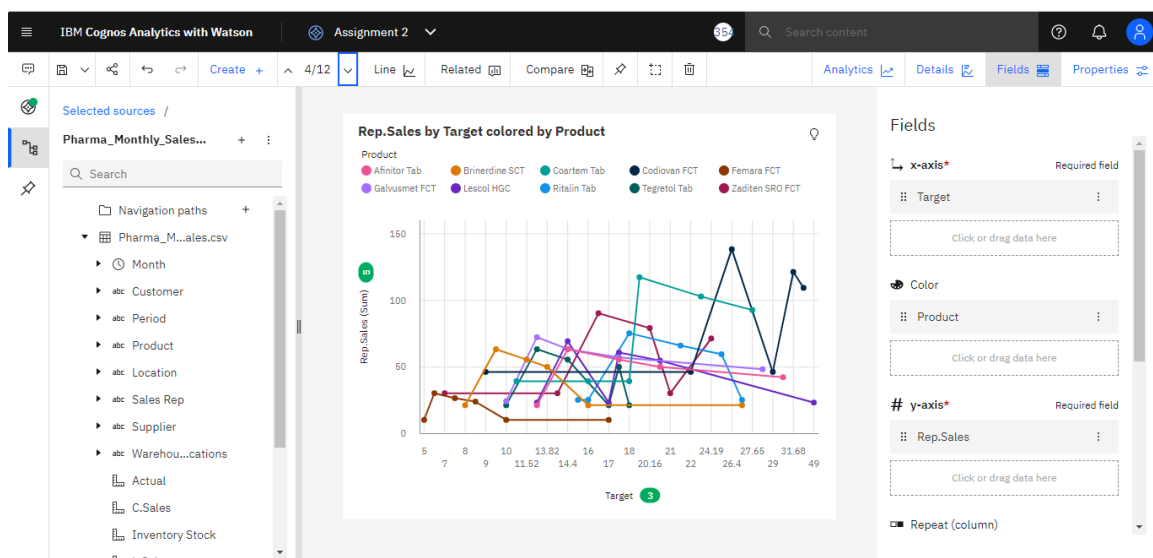 IBM Cognos Analytics with Watson
Assignment 2
354
Search content
Create +
4/12
Line
Related
Compare
Analytics
Details
Fields
Properties
Selected sources /
Pharma_Monthly_Sales...
Search
Navigation paths
Pharma_M...ales.csv
Month
abc Customer
abc Period
abc Product
abc Location
abc Sales Rep
abc Supplier
abc Warehou...cations
Actual
C.Sales
Inventory Stock
Rep.Sales by Target colored by Product
Product
Afinitor Tab Brinerdine SCT Coartem Tab Codiovan FCT Femara FCT
Galvusmet FCT Lescol HGC Ritalin Tab Tegretol Tab Zaditen SRO FCT
150
100
50
0
Rep.Sales (Sum) 5
5 8 10 13.82 16 18 21 24.19 27.65 31.68
7 9 11.52 14.4 17 20.16 22 26.4 29 49
Target 3
Fields
x-axis* Required field
Target
Click or drag data here
Color
Product
Click or drag data here
# y-axis* Required field
Rep.Sales
Click or drag data here
Repeat (column)